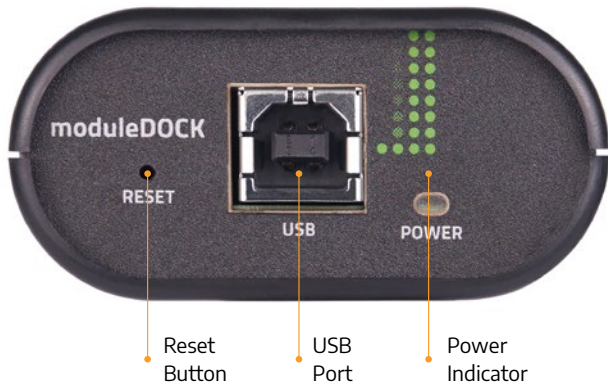 moduleDOCK
RESET
USB
POWER
Reset
Button
USB
Port
Power
Indicator